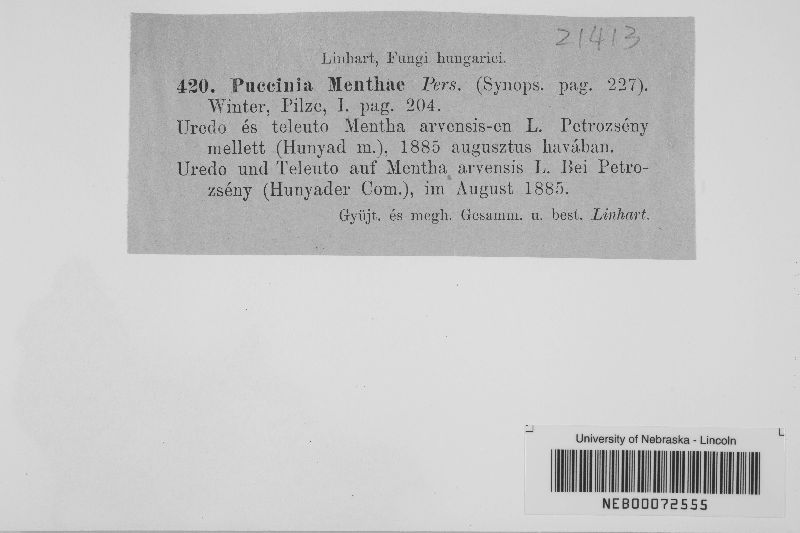 21413
Linhart, Fungi hungarici.
420. Puccinia Menthae Pers. (Synops. pag. 227).
Winter, Pilze, I. pag. 204.
Uredo és teleuto Mentha arvensis-en L. Petrozsény
mellett (Hunyad m.), 1885 augusztus havában.
Uredo und Teleuto auf Mentha arvensis L. Bei Petro-
zsény (Hunyader Com.), im August 1885.
Gyüjt. és megh. Gesamm. u. best. Linhart.
University of Nebraska - Lincoln
NEB00072555